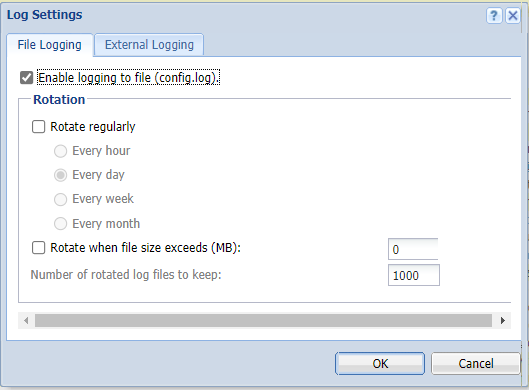 Log Settings
File Logging
External Logging
Enable logging to file (config.log).
Rotation
Rotate regularly
Every hour
Every day
Every week
Every month
Rotate when file size exceeds (MB): 0
Number of rotated log files to keep: 1000
OK
Cancel